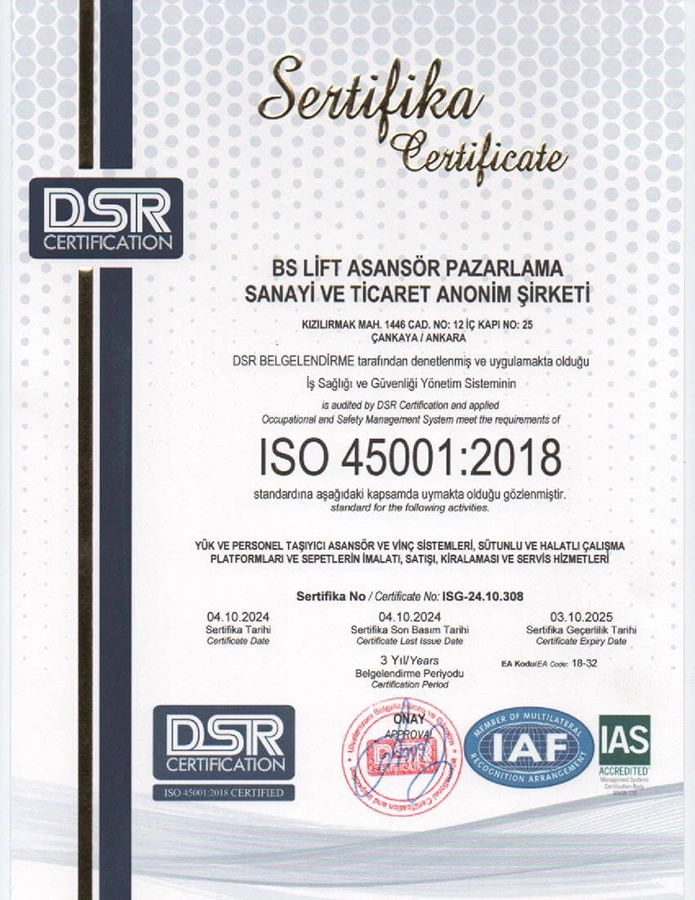 Sertifika
Certificate
DSR
CERTIFICATION
BS LİFT ASANSÖR PAZARLAMA
SANAYİ VE TİCARET ANONİM ŞİRKETİ
KIZILIRMAK MAH. 1446 CAD. NO: 12 İÇ KAPI NO: 25
ÇANKAYA / ANKARA
DSR BELGELENDİRME tarafından denetlenmiş ve uygulamakta olduğu
İş Sağlığı ve Güvenliği Yönetim Sisteminin
is audited by DSR Certification and applied
Occupational and Safety Management System meet the requirements of
ISO 45001:2018
standardına aşağıdaki kapsamda uymakta olduğu gözlenmiştir.
standard for the following activities.
YÜK VE PERSONEL TAŞIYICI ASANSÖR VE VİNÇ SİSTEMLERİ, SÜTUNLU VE HALATLI ÇALIŞMA
PLATFORMLARI VE SEPETLERİN İMALATI, SATIŞI, KİRALAMASI VE SERVİS HİZMETLERİ
Sertifika No / Certificate No: ISG-24.10.308
04.10.2024 04.10.2024 03.10.2025
Sertifika Tarihi Sertifika Son Basım Tarihi Sertifika Geçerlilik Tarihi
Certificate Date Certificate Last Issue Date Certificate Expiry Date
3 Yıl/Years EA Kodu/EA Code: 18-32
Belgelendirme Periyodu
Certification Period
DSR
CERTIFICATION
ISO 45001:2018 CERTIFIED
ONAY
APPROVAL
DSR
MEMBER OF MULTILATERAL
IAF
RECOGNITION ARRANGEMENT
IAS
ACCREDITED
Management Systems
Certification Body